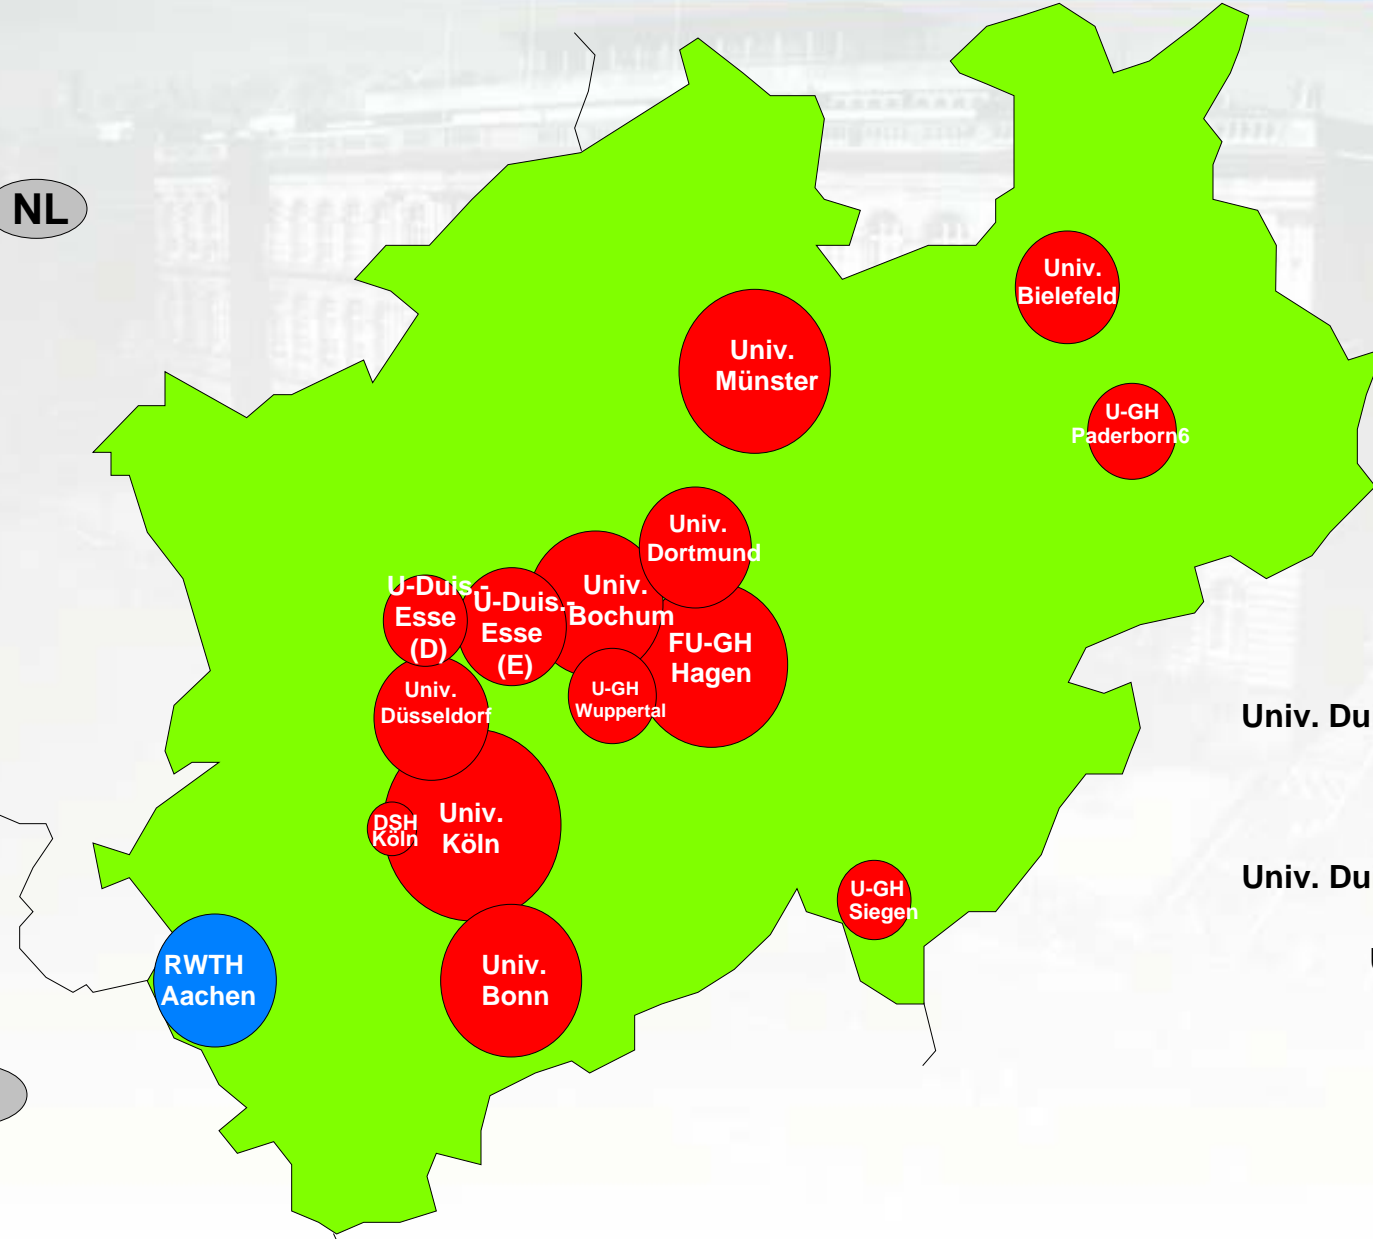 NL
Univ.
Bielefeld
Univ.
Münster
U-GH
Paderborn6
Univ.
Dortmund
U-Duis.-
Esse
(D)
U-Duis.-
Esse
(E)
Univ.
Bochum
FU-GH
Hagen
U-GH
Wuppertal
Univ.
Düsseldorf
Univ. Du
DSH
Köln
Univ.
Köln
Univ. Du
U-GH
Siegen
RWTH
Aachen
Univ.
Bonn